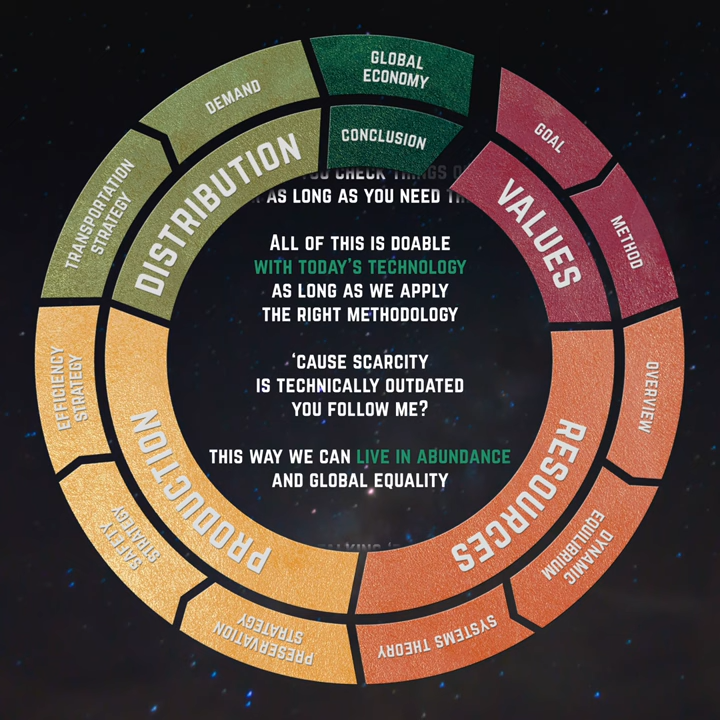 GLOBAL
ECONOMY
CONCLUSION
GOAL
METHOD
VALUES
OVERVIEW
DYNAMIC
EQUILIBRIUM
SYSTEMS THEORY
RESOURCES
PRESERVATION
STRATEGY
SAFETY
STRATEGY
EFFICIENCY
STRATEGY
PRODUCTION
TRANSPORTATION
STRATEGY
DEMAND
DISTRIBUTION
CHECK THINGS
AS LONG AS YOU NEED
ALL OF THIS IS DOABLE
WITH TODAY'S TECHNOLOGY
AS LONG AS WE APPLY
THE RIGHT METHODOLOGY
‘CAUSE SCARCITY
IS TECHNICALLY OUTDATED
YOU FOLLOW ME?
THIS WAY WE CAN LIVE IN ABUNDANCE
AND GLOBAL EQUALITY